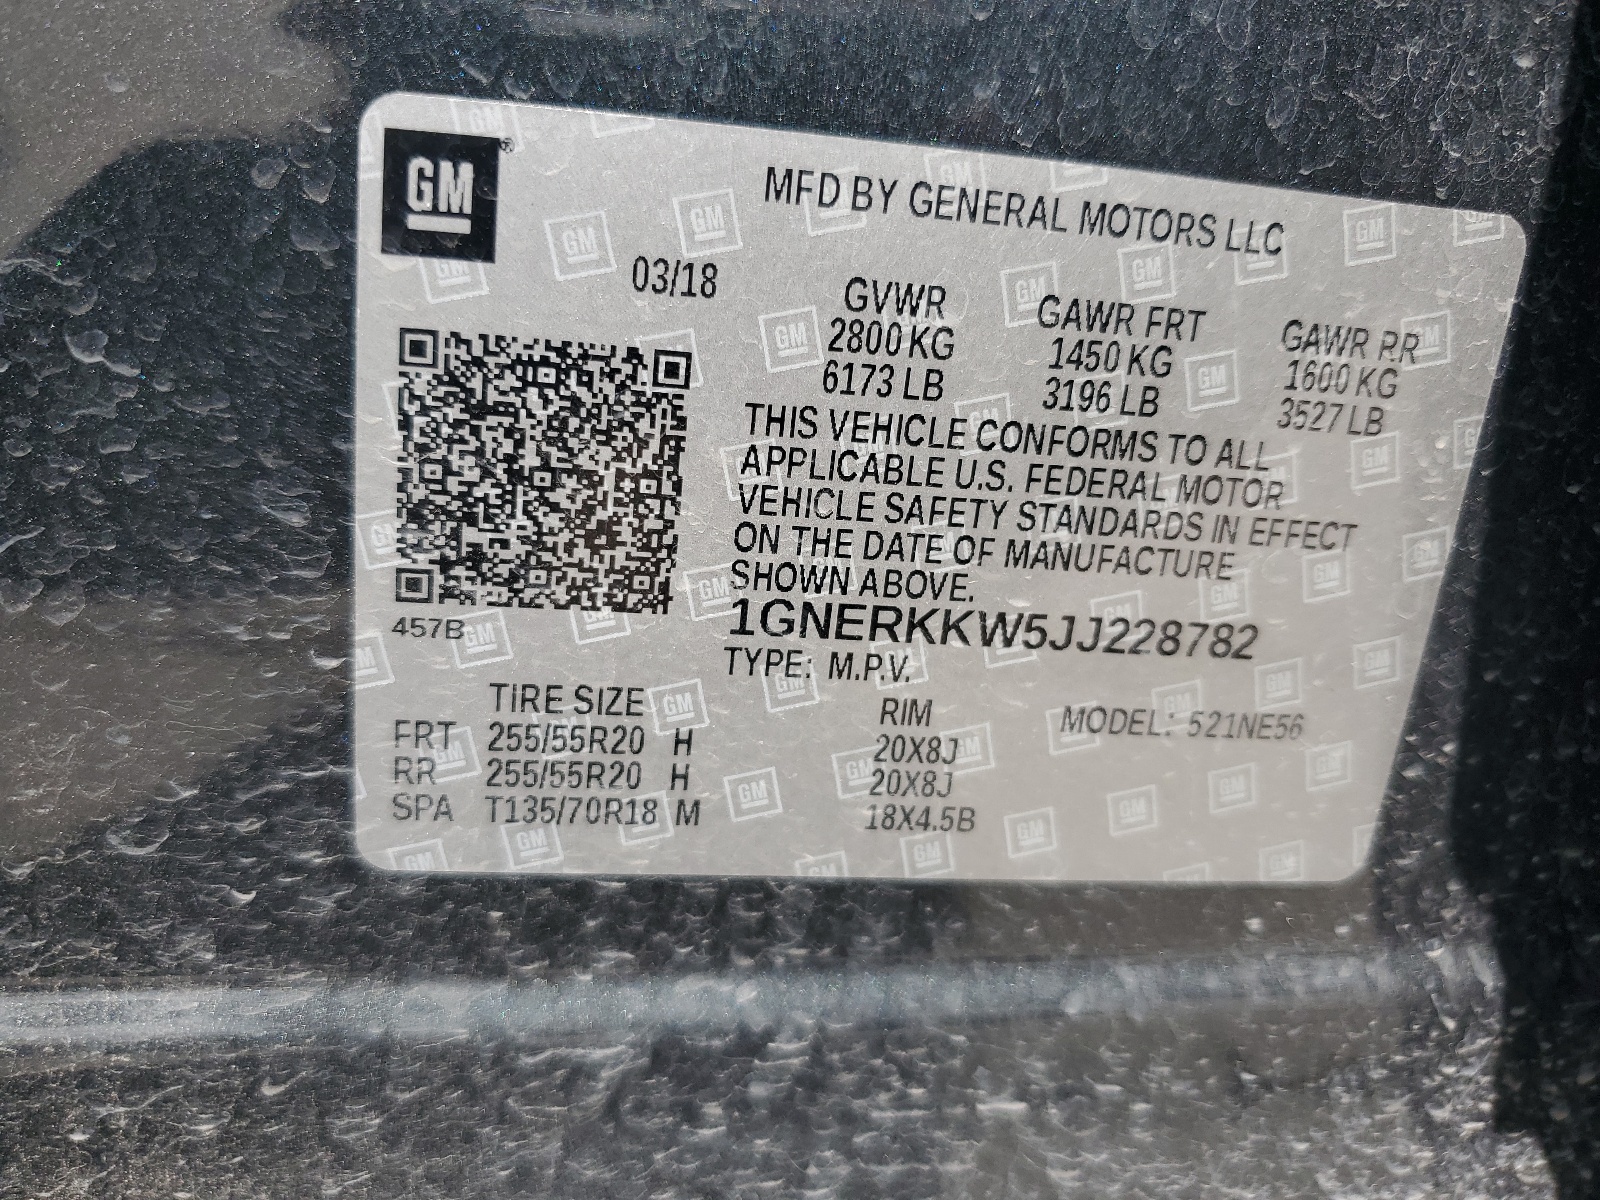 GM®
MFD BY GENERAL MOTORS LLC
03/18
GVWR GAWR FRT GAWR RR
2800 KG 1450 KG 1600 KG
6173 LB 3196 LB 3527 LB
THIS VEHICLE CONFORMS TO ALL
APPLICABLE U.S. FEDERAL MOTOR
VEHICLE SAFETY STANDARDS IN EFFECT
ON THE DATE OF MANUFACTURE
SHOWN ABOVE.
457B
1GNERKKW5JJ228782
TYPE: M.P.V.
TIRE SIZE RIM MODEL: 521NE56
FRT 255/55R20 H 20X8J
RR 255/55R20 H 20X8J
SPA T135/70R18 M 18X4.5B